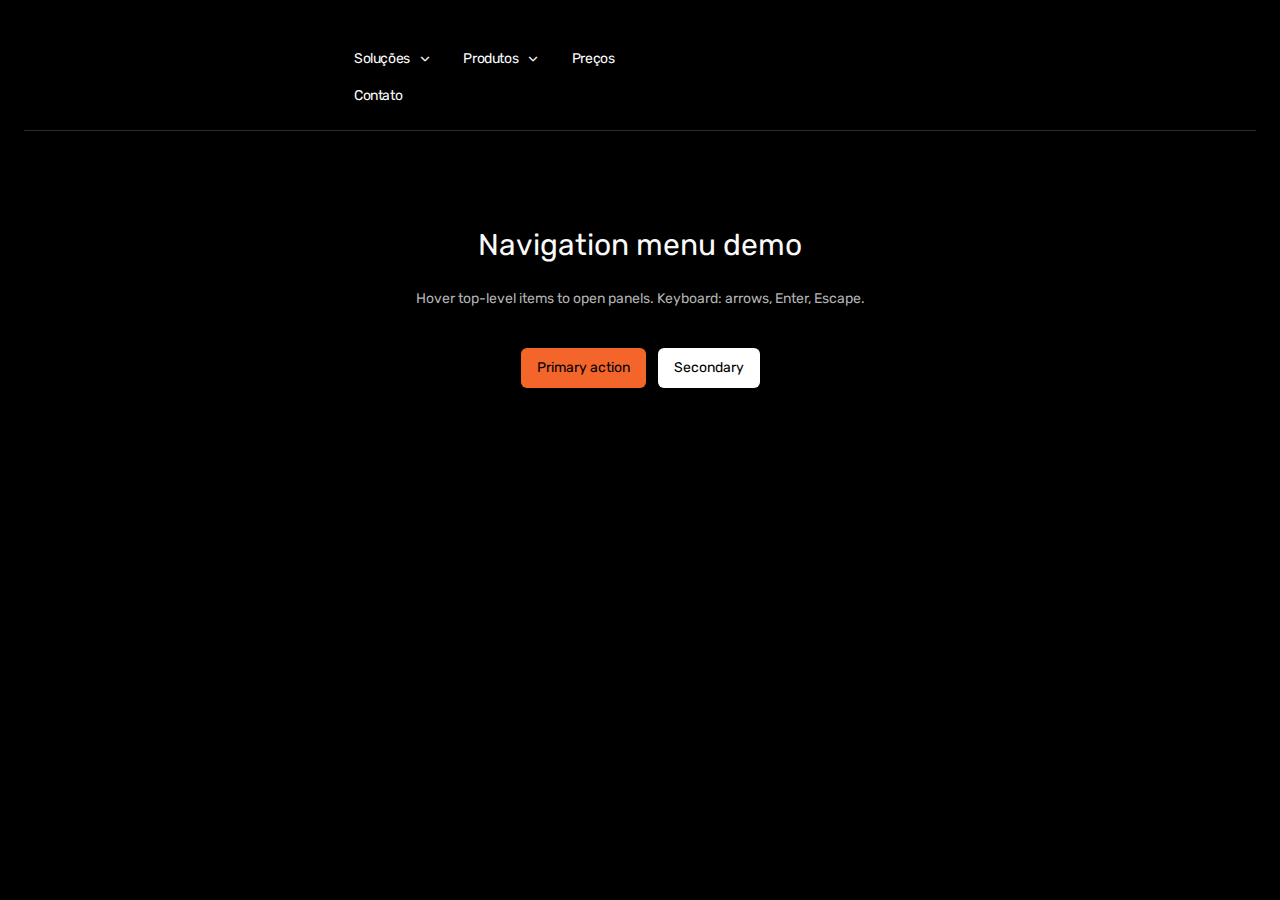 Soluções Produtos Preços
Contato
Navigation menu demo
Hover top-level items to open panels. Keyboard: arrows, Enter, Escape.
Primary action Secondary